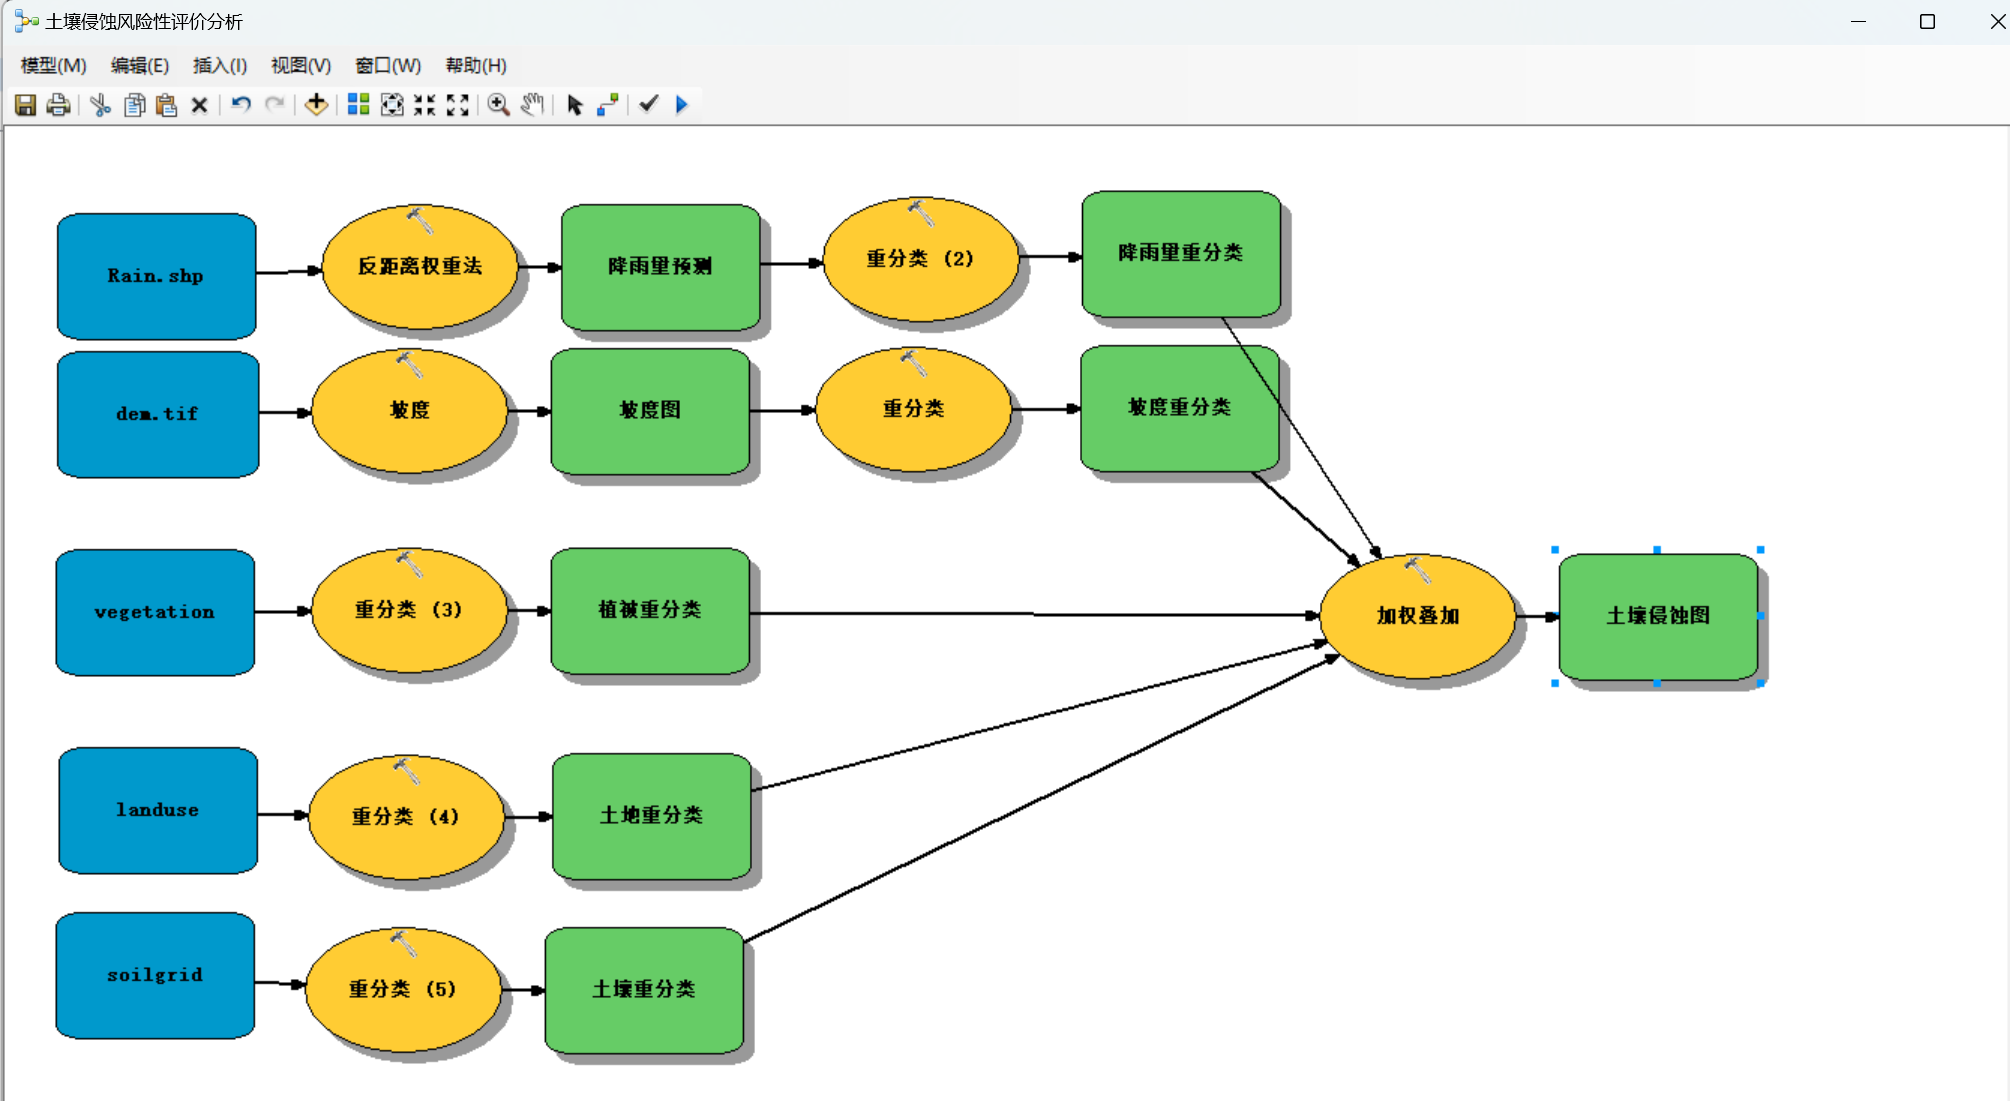 土壤侵蚀风险性评价分析
模型(M) 编辑(E) 插入(I) 视图(V) 窗口(W) 帮助(H)
Rain.shp 反距离权重法 降雨量预测 重分类 (2) 降雨量重分类
dem.tif 坡度 坡度图 重分类 坡度重分类
vegetation 重分类 (3) 植被重分类 加权叠加 土壤侵蚀图
landuse 重分类 (4) 土地重分类
soilgrid 重分类 (5) 土壤重分类